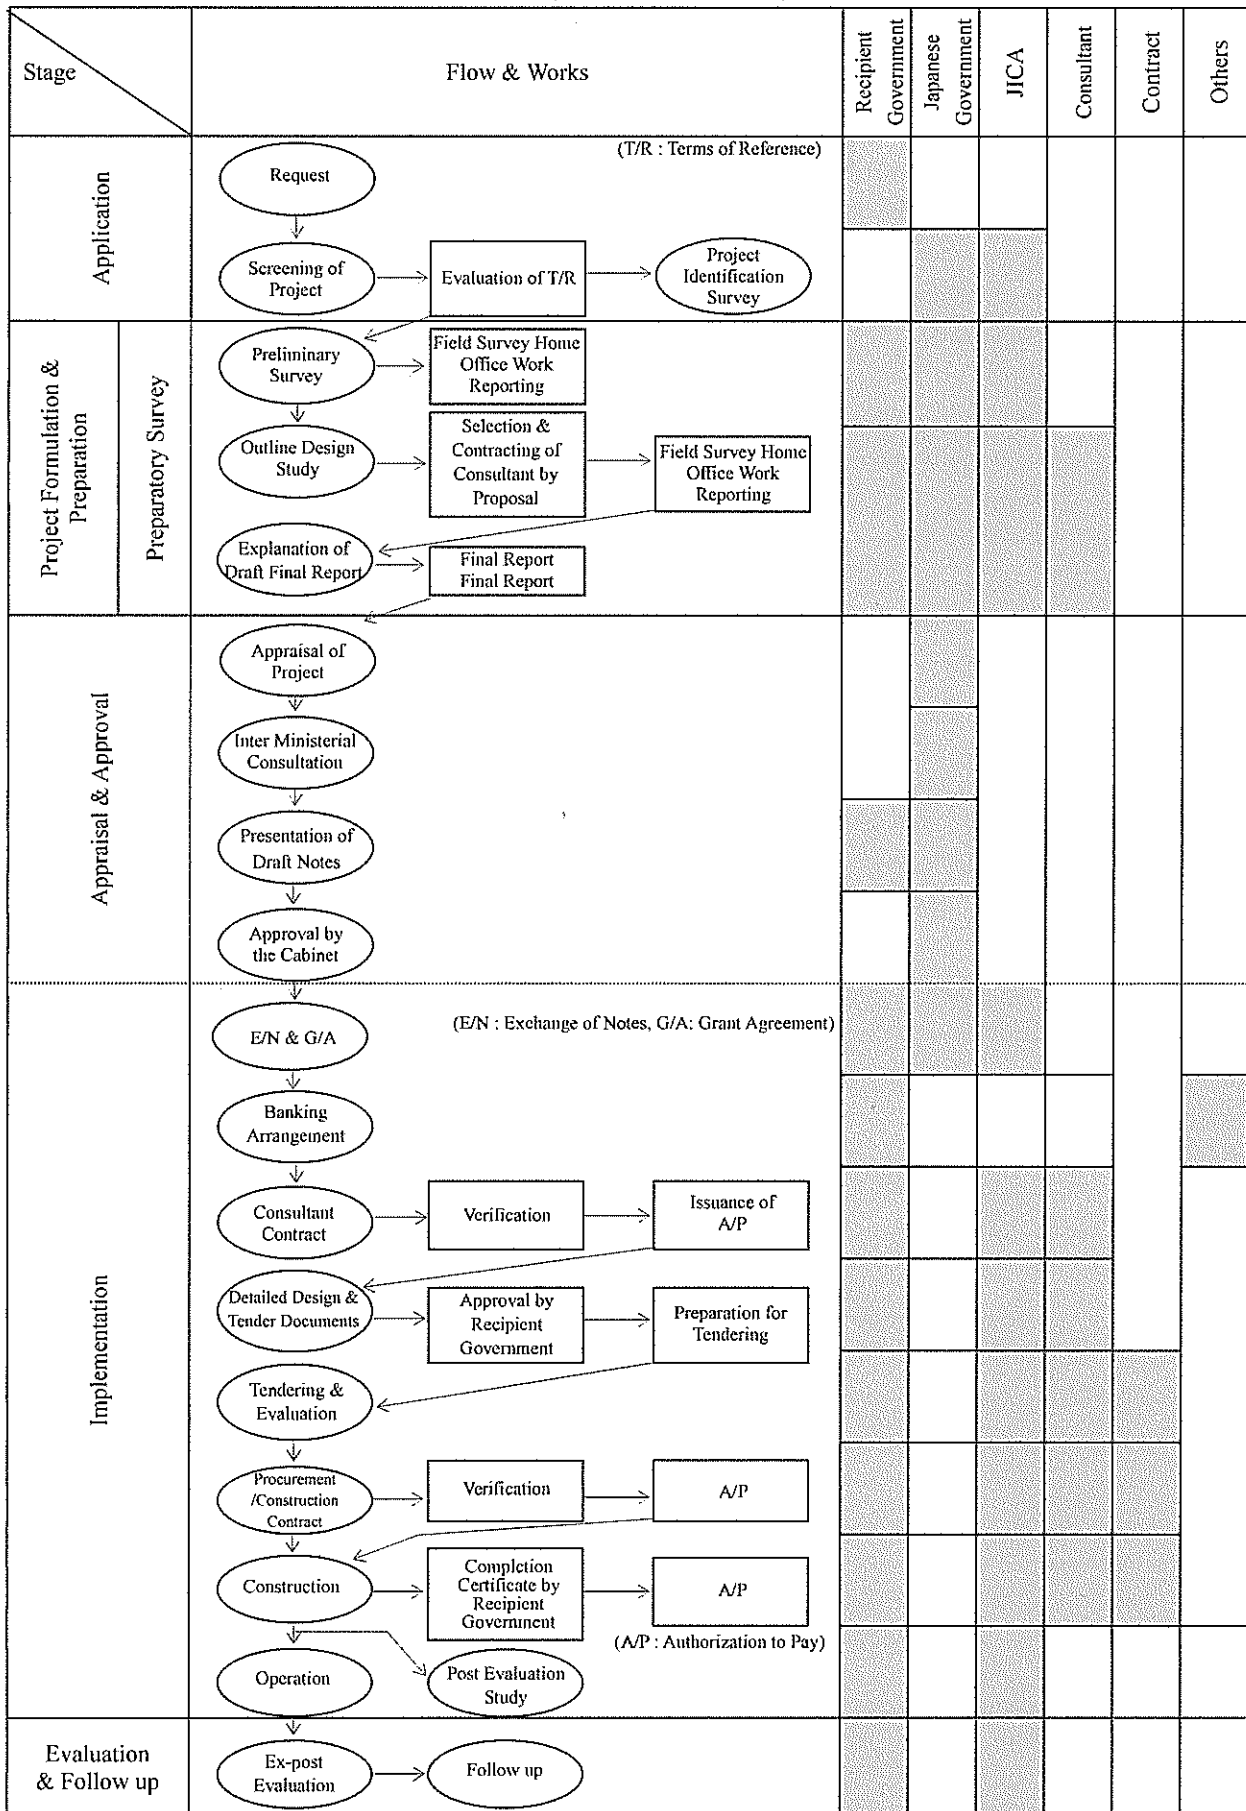 Stage
Flow & Works
Recipient
Government
Japanese
Government
JICA
Consultant
Contract
Others
Application
(T/R : Terms of Reference)
Request
Screening of
Project
Evaluation of T/R
Project
Identification
Survey
Project Formulation &
Preparation
Preparatory Survey
Preliminary
Survey
Field Survey Home
Office Work
Reporting
Outline Design
Study
Selection &
Contracting of
Consultant by
Proposal
Field Survey Home
Office Work
Reporting
Explanation of
Draft Final Report
Final Report
Final Report
Appraisal & Approval
Appraisal of
Project
Inter Ministerial
Consultation
Presentation of
Draft Notes
Approval by
the Cabinet
Implementation
E/N & G/A
(E/N : Exchange of Notes, G/A: Grant Agreement)
Banking
Arrangement
Consultant
Contract
Verification
Issuance of
A/P
Detailed Design &
Tender Documents
Approval by
Recipient
Government
Preparation for
Tendering
Tendering &
Evaluation
Procurement
/Construction
Contract
Verification
A/P
Construction
Completion
Certificate by
Recipient
Government
A/P
(A/P : Authorization to Pay)
Operation
Post Evaluation
Study
Evaluation
& Follow up
Ex-post
Evaluation
Follow up